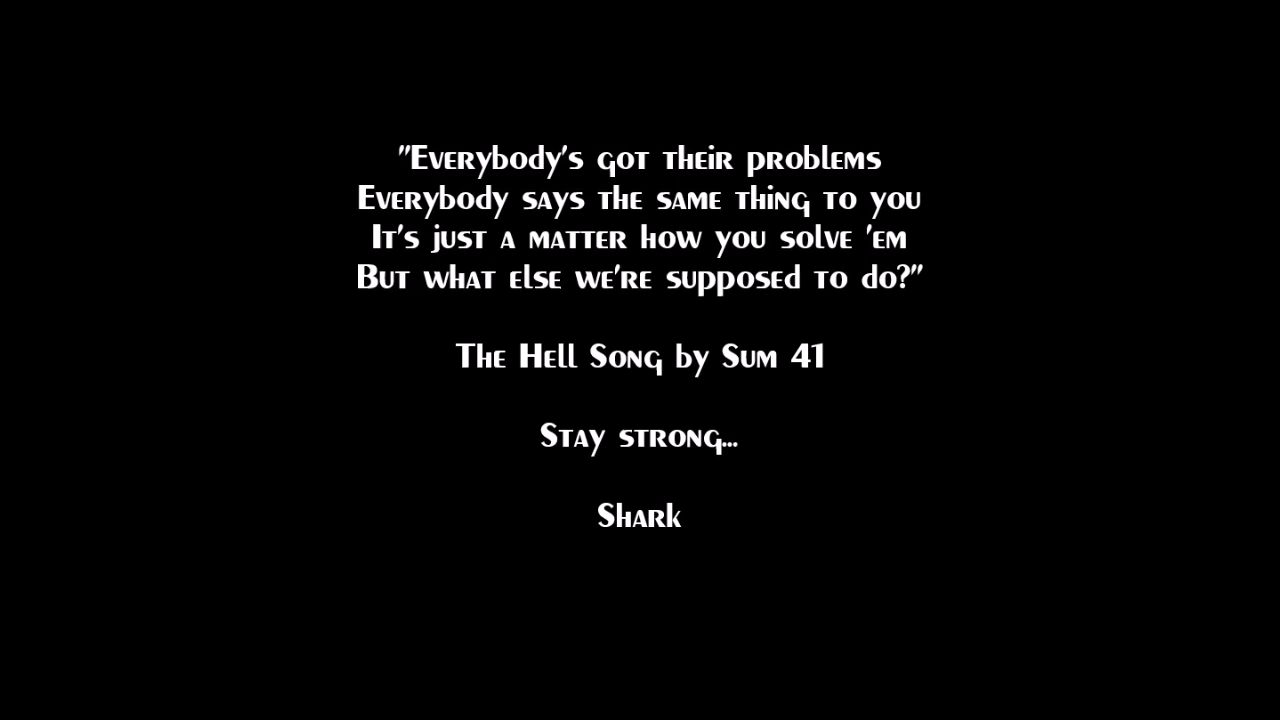 "Everybody's got their problems
Everybody says the same thing to you
It's just a matter how you solve 'em
But what else we're supposed to do?"
The Hell Song by Sum 41
Stay strong...
Shark